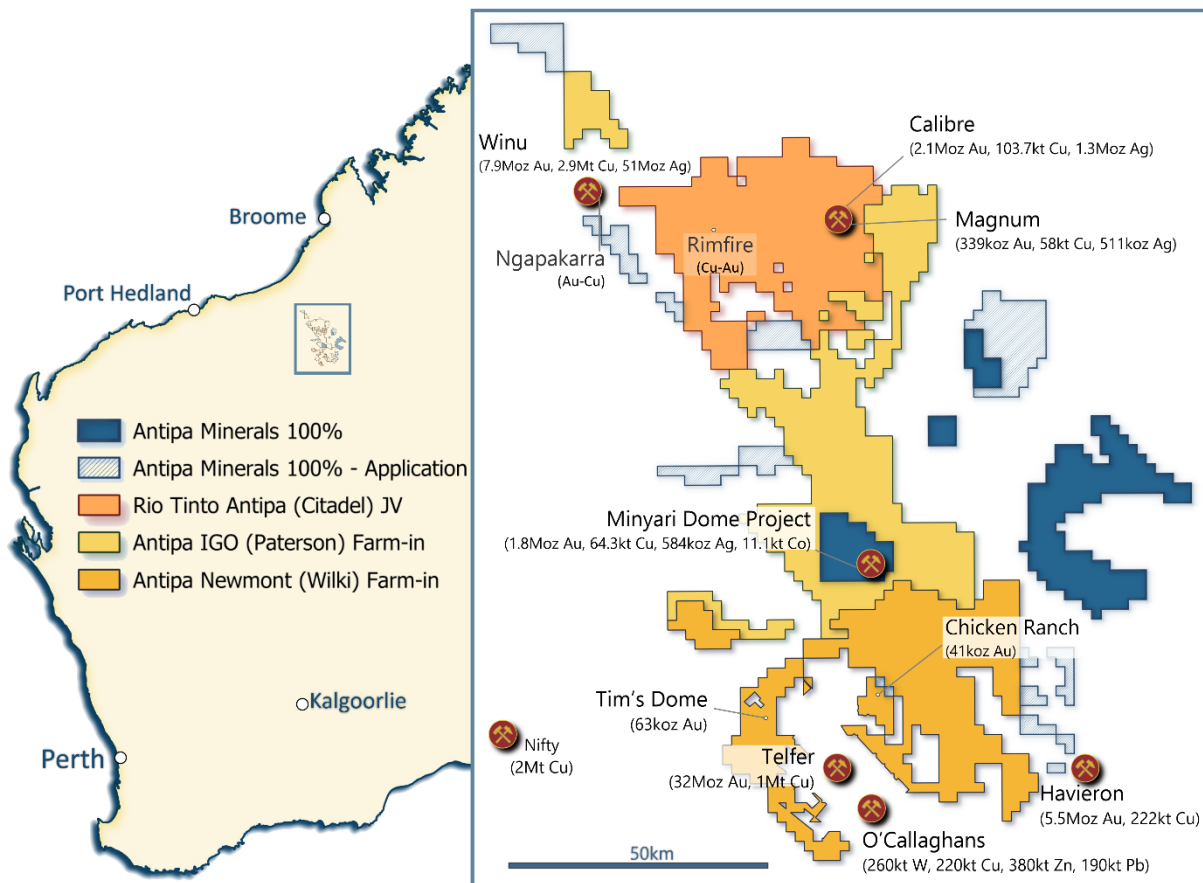 Broome
Port Hedland
Kalgoorlie
Perth
Antipa Minerals 100%
Antipa Minerals 100% - Application
Rio Tinto Antipa (Citadel) JV
Antipa IGO (Paterson) Farm-in
Antipa Newmont (Wilki) Farm-in
Winu
(7.9Moz Au, 2.9Mt Cu, 51Moz Ag)
Calibre
(2.1Moz Au, 103.7kt Cu, 1.3Moz Ag)
Magnum
(339koz Au, 58kt Cu, 511koz Ag)
Ngapakarra
(Au-Cu)
Rimfire
(Cu-Au)
Minyari Dome Project
(1.8Moz Au, 64.3kt Cu, 584koz Ag, 11.1kt Co)
Chicken Ranch
(41koz Au)
Tim's Dome
(63koz Au)
Nifty
(2Mt Cu)
Telfer
(32Moz Au, 1Mt Cu)
Havieron
(5.5Moz Au, 222kt Cu)
O'Callaghans
(260kt W, 220kt Cu, 380kt Zn, 190kt Pb)
50km